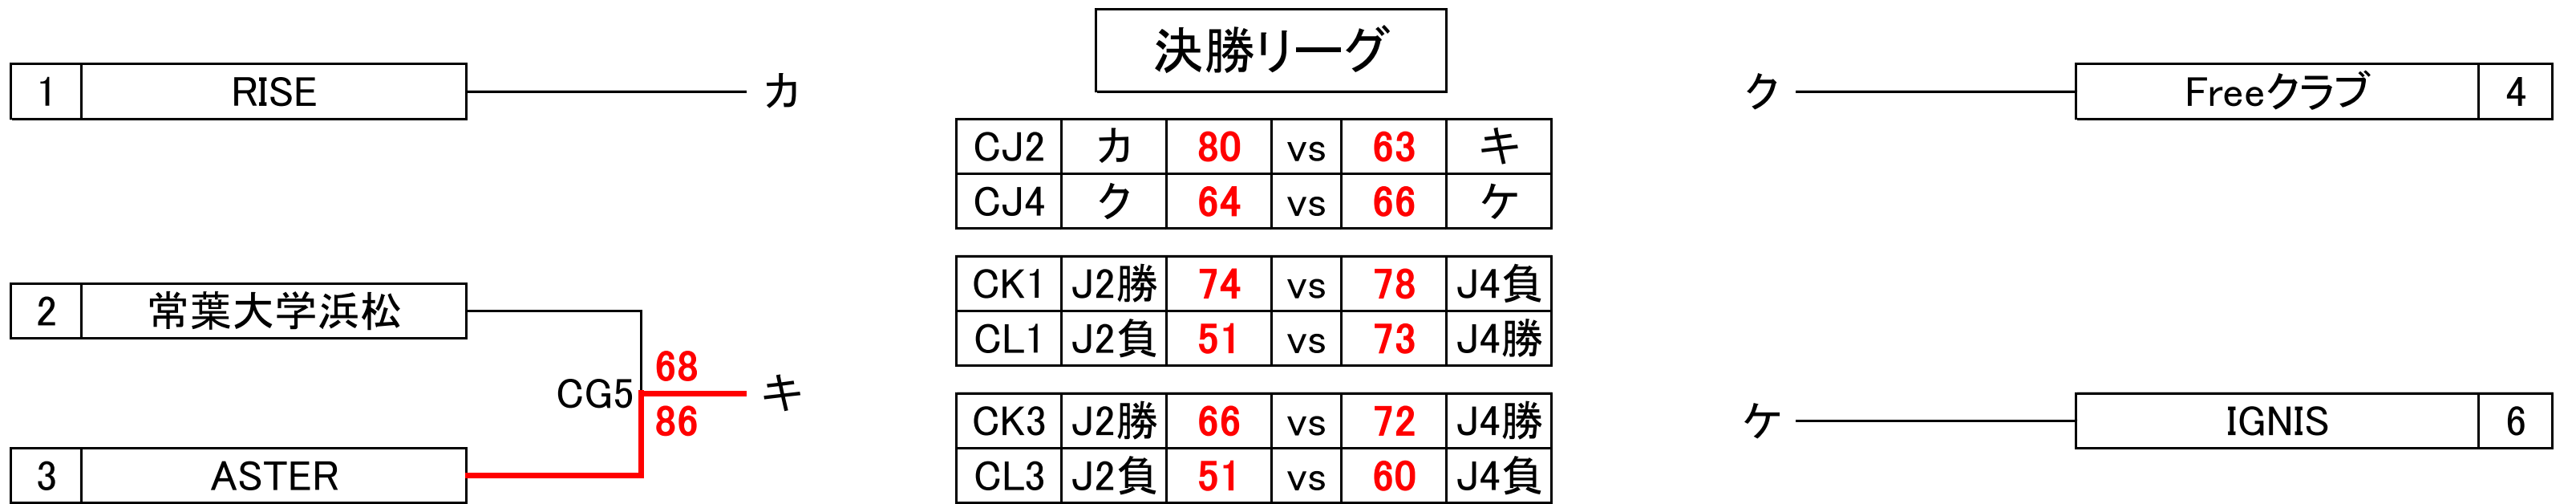 決勝リーグ
1 RISE カ
ク Freeクラブ 4
CJ2 カ 80 vs 63 キ
CJ4 ク 64 vs 66 ケ
CK1 J2勝 74 vs 78 J4負
CL1 J2負 51 vs 73 J4勝
CK3 J2勝 66 vs 72 J4勝
CL3 J2負 51 vs 60 J4負
2 常葉大学浜松
68
CG5 キ
86
3 ASTER
ケ IGNIS 6